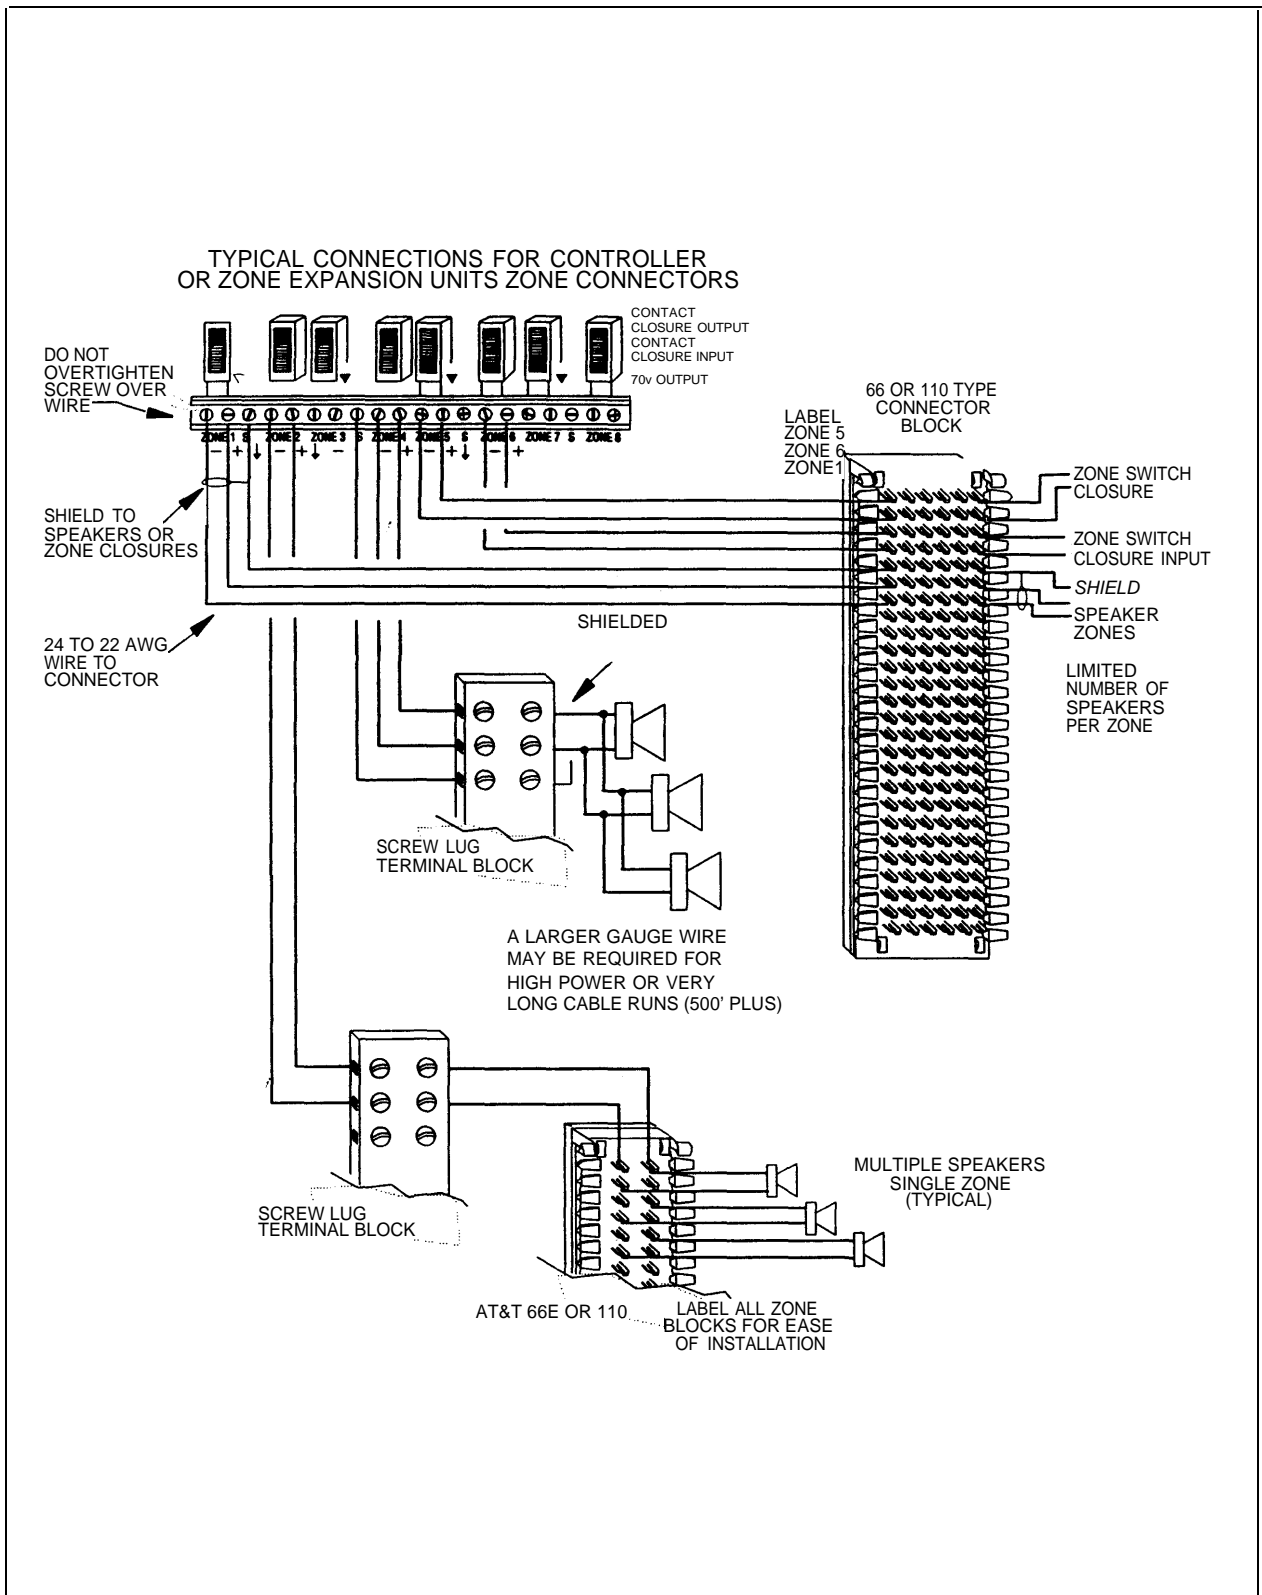 TYPICAL CONNECTIONS FOR CONTROLLER
OR ZONE EXPANSION UNITS ZONE CONNECTORS
CONTACT
CLOSURE OUTPUT
CONTACT
CLOSURE INPUT
70v OUTPUT
DO NOT
OVERTIGHTEN
SCREW OVER
WIRE
ZONE 1 S ZONE 2 ZONE 3 S ZONE 4 ZONE 5 S ZONE 6 ZONE 7 S ZONE 8
− + ↓ − + ↓ − − + − + ↓ − +
66 OR 110 TYPE
CONNECTOR
BLOCK
LABEL
ZONE 5
ZONE 6
ZONE1
ZONE SWITCH
CLOSURE
ZONE SWITCH
CLOSURE INPUT
SHIELD
SPEAKER
ZONES
LIMITED
NUMBER OF
SPEAKERS
PER ZONE
SHIELD TO
SPEAKERS OR
ZONE CLOSURES
24 TO 22 AWG
WIRE TO
CONNECTOR
SHIELDED
SCREW LUG
TERMINAL BLOCK
A LARGER GAUGE WIRE
MAY BE REQUIRED FOR
HIGH POWER OR VERY
LONG CABLE RUNS (500' PLUS)
SCREW LUG
TERMINAL BLOCK
MULTIPLE SPEAKERS
SINGLE ZONE
(TYPICAL)
AT&T 66E OR 110
LABEL ALL ZONE
BLOCKS FOR EASE
OF INSTALLATION